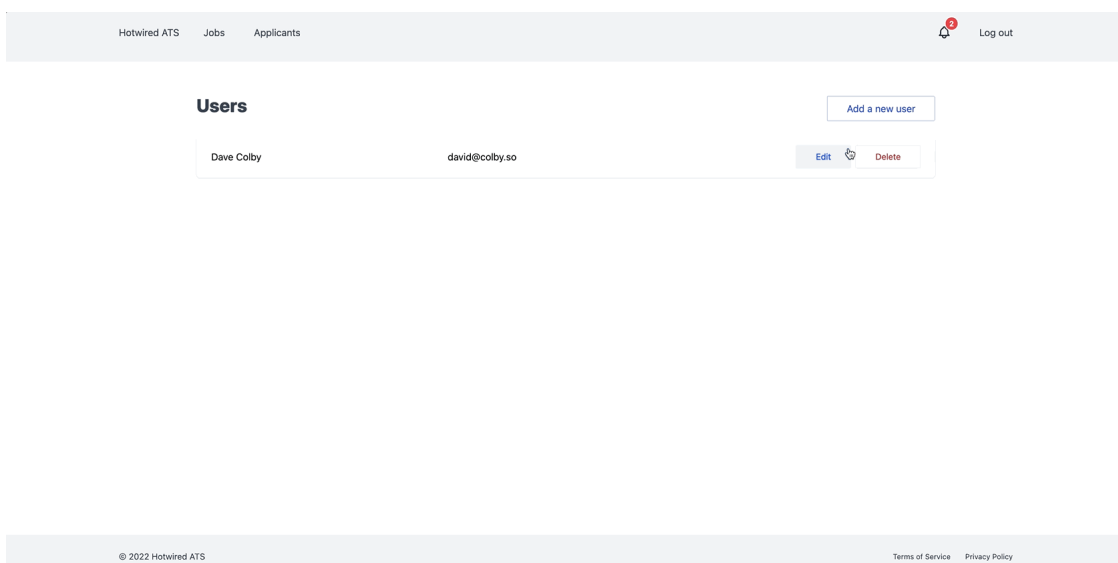 Hotwired ATS Jobs Applicants 2 Log out
Users Add a new user
Dave Colby david@colby.so Edit Delete
© 2022 Hotwired ATS Terms of Service Privacy Policy